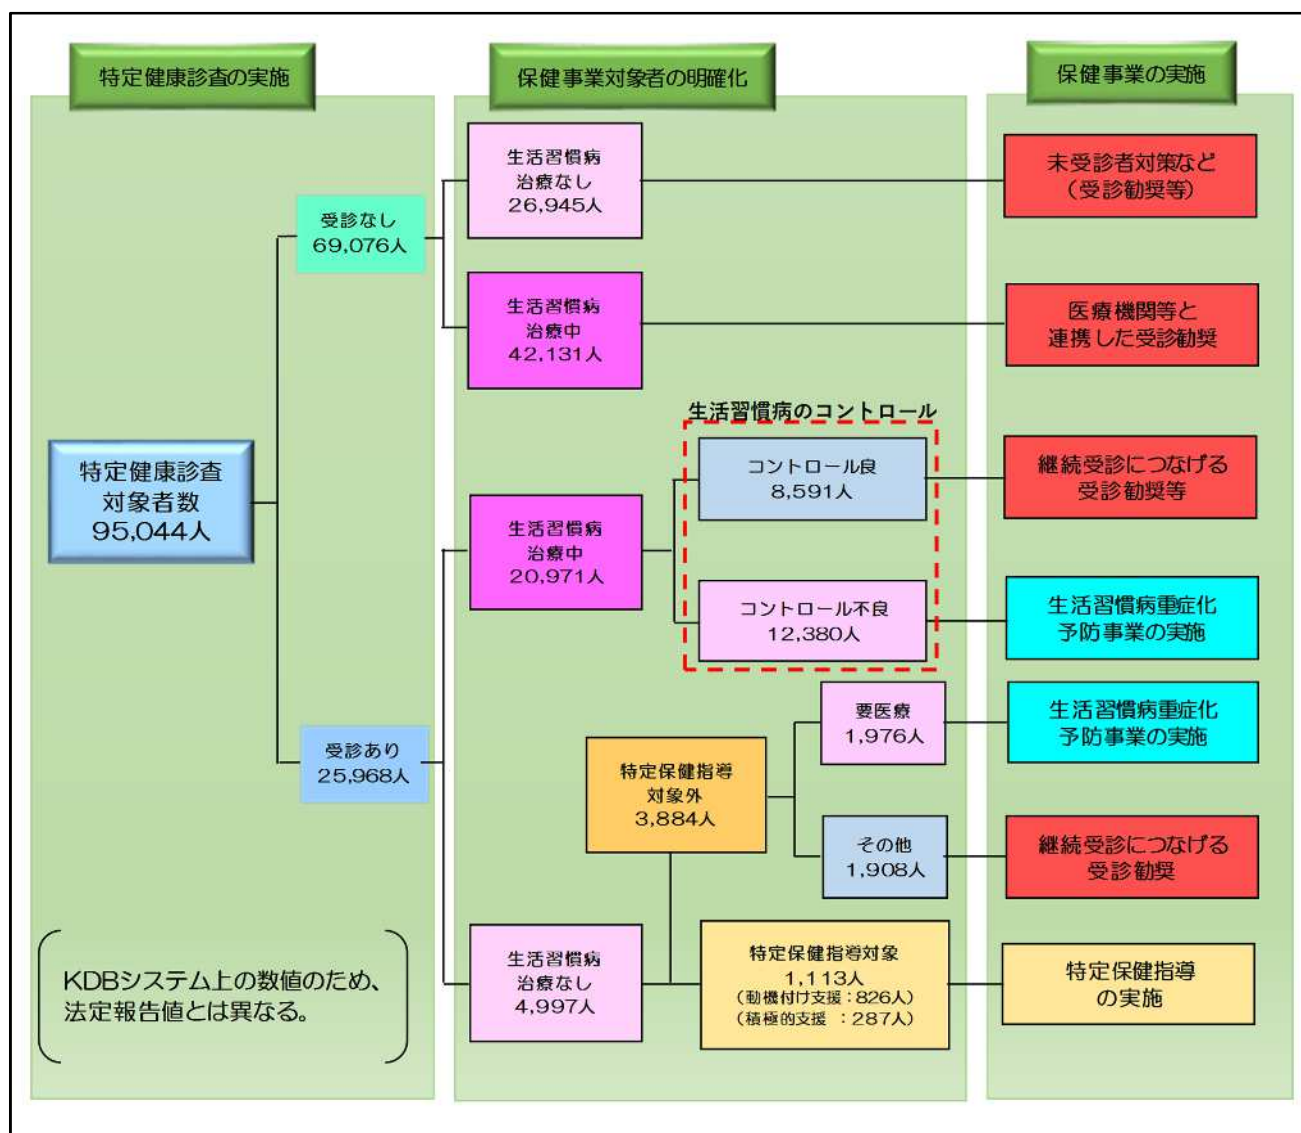 特定健康診査の実施
保健事業対象者の明確化
保健事業の実施
生活習慣病
治療なし
26,945人
未受診者対策など
（受診勧奨等）
受診なし
69,076人
生活習慣病
治療中
42,131人
医療機関等と
連携した受診勧奨
生活習慣病のコントロール
特定健康診査
対象者数
95,044人
コントロール良
8,591人
継続受診につなげる
受診勧奨等
生活習慣病
治療中
20,971人
コントロール不良
12,380人
生活習慣病重症化
予防事業の実施
要医療
1,976人
生活習慣病重症化
予防事業の実施
受診あり
25,968人
特定保健指導
対象外
3,884人
その他
1,908人
継続受診につなげる
受診勧奨
生活習慣病
治療なし
4,997人
特定保健指導対象
1,113人
（動機付け支援：826人）
（積極的支援　：287人）
特定保健指導
の実施
KDBシステム上の数値のため、
法定報告値とは異なる。